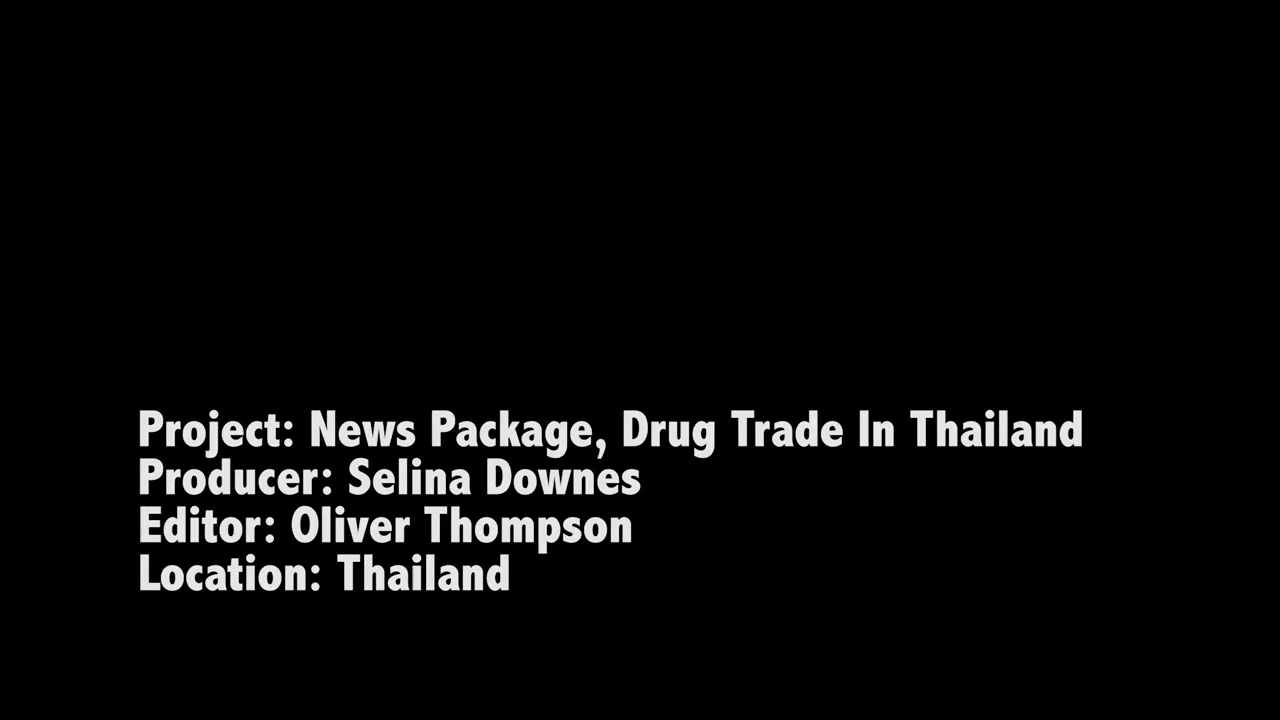 Project: News Package, Drug Trade In Thailand
Producer: Selina Downes
Editor: Oliver Thompson
Location: Thailand